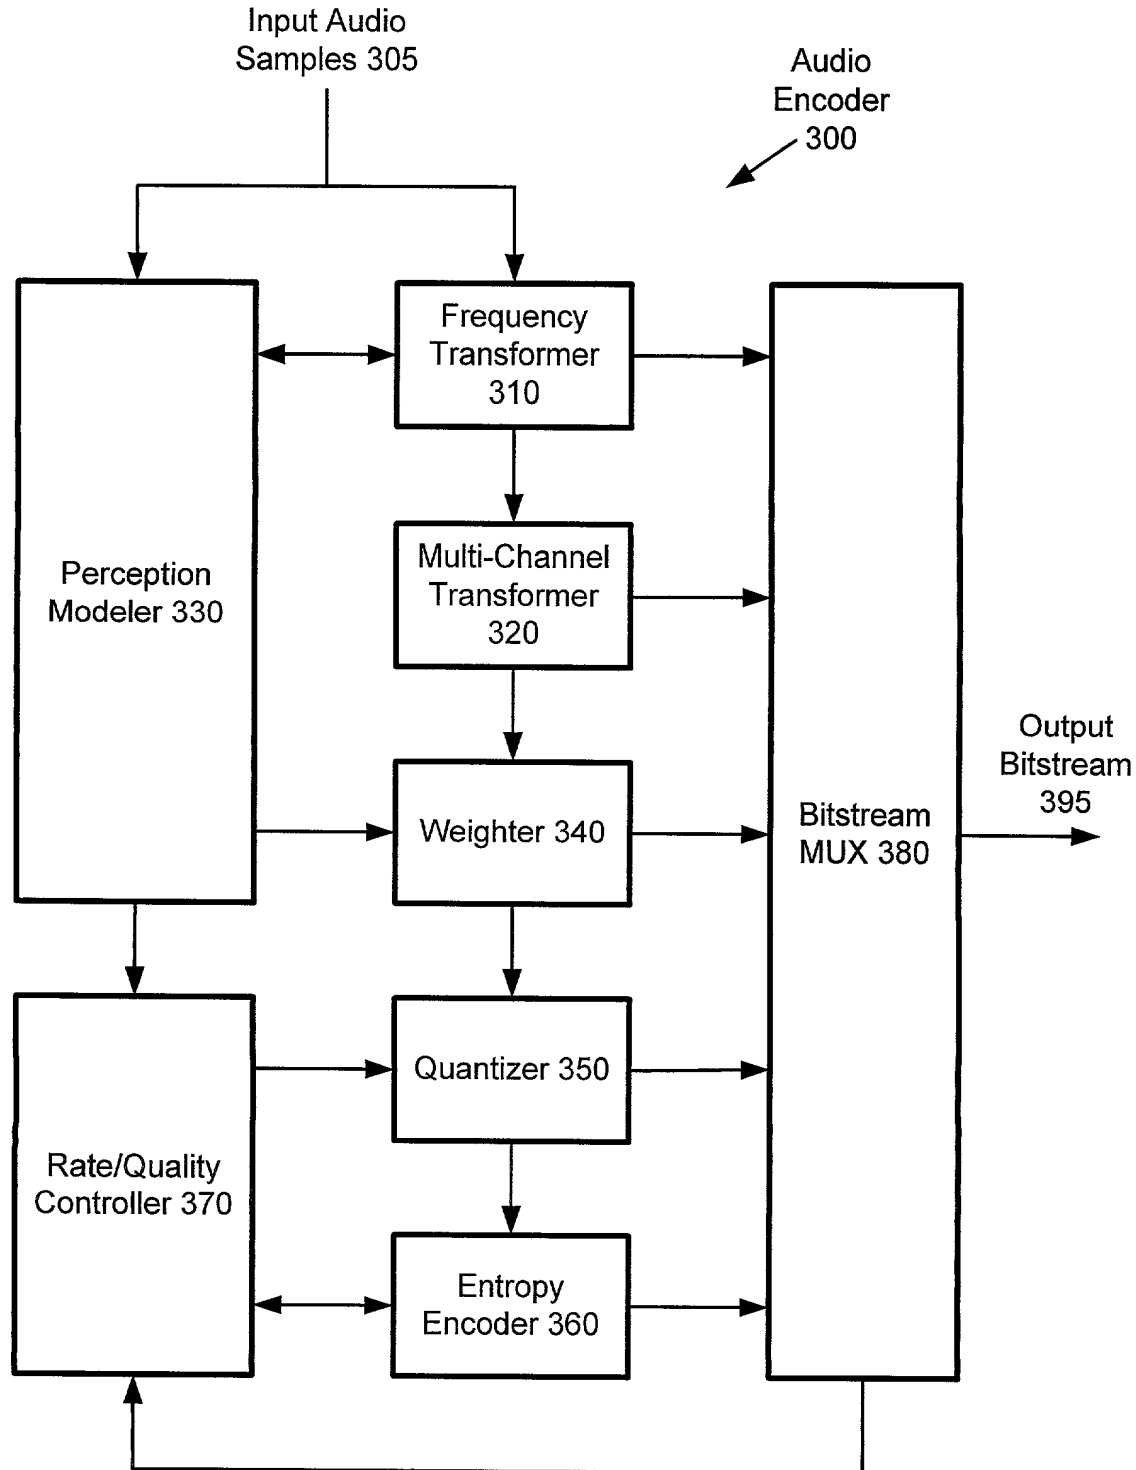 Input Audio
Samples 305
Audio
Encoder
300
Frequency
Transformer
310
Multi-Channel
Transformer
320
Perception
Modeler 330
Output
Bitstream
395
Weighter 340
Bitstream
MUX 380
Quantizer 350
Rate/Quality
Controller 370
Entropy
Encoder 360